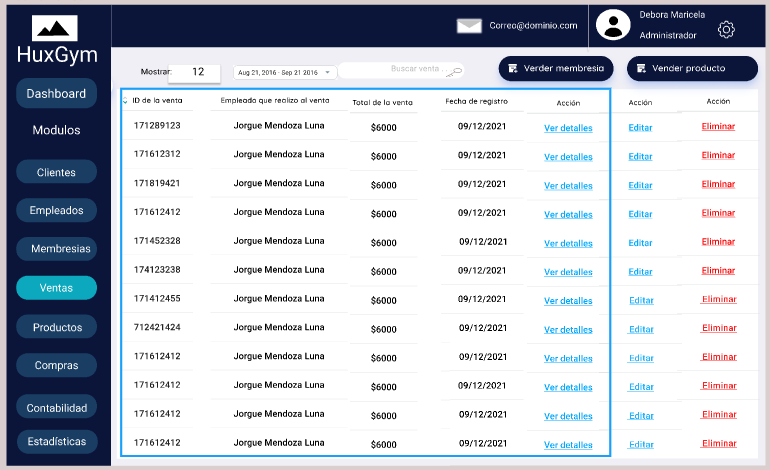 HuxGym
Correo@dominio.com
Debora Maricela
Administrador
Dashboard
Modulos
Clientes
Empleados
Membresias
Ventas
Productos
Compras
Contabilidad
Estadísticas
Mostrar: 12 Aug 21, 2016 - Sep 21 2016 Buscar venta . Verder membresia Vender producto
ID de la venta Empleado que realizo al venta Total de la venta Fecha de registro Acción Acción Acción
171289123 Jorgue Mendoza Luna $6000 09/12/2021 Ver detalles Editar Eliminar
171612312 Jorgue Mendoza Luna $6000 09/12/2021 Ver detalles Editar Eliminar
171819421 Jorgue Mendoza Luna $6000 09/12/2021 Ver detalles Editar Eliminar
171612412 Jorgue Mendoza Luna $6000 09/12/2021 Ver detalles Editar Eliminar
171452328 Jorgue Mendoza Luna $6000 09/12/2021 Ver detalles Editar Eliminar
174123238 Jorgue Mendoza Luna $6000 09/12/2021 Ver detalles Editar Eliminar
171412455 Jorgue Mendoza Luna $6000 09/12/2021 Ver detalles Editar Eliminar
712421424 Jorgue Mendoza Luna $6000 09/12/2021 Ver detalles Editar Eliminar
171612412 Jorgue Mendoza Luna $6000 09/12/2021 Ver detalles Editar Eliminar
171612412 Jorgue Mendoza Luna $6000 09/12/2021 Ver detalles Editar Eliminar
171612412 Jorgue Mendoza Luna $6000 09/12/2021 Ver detalles Editar Eliminar
171612412 Jorgue Mendoza Luna $6000 09/12/2021 Ver detalles Editar Eliminar